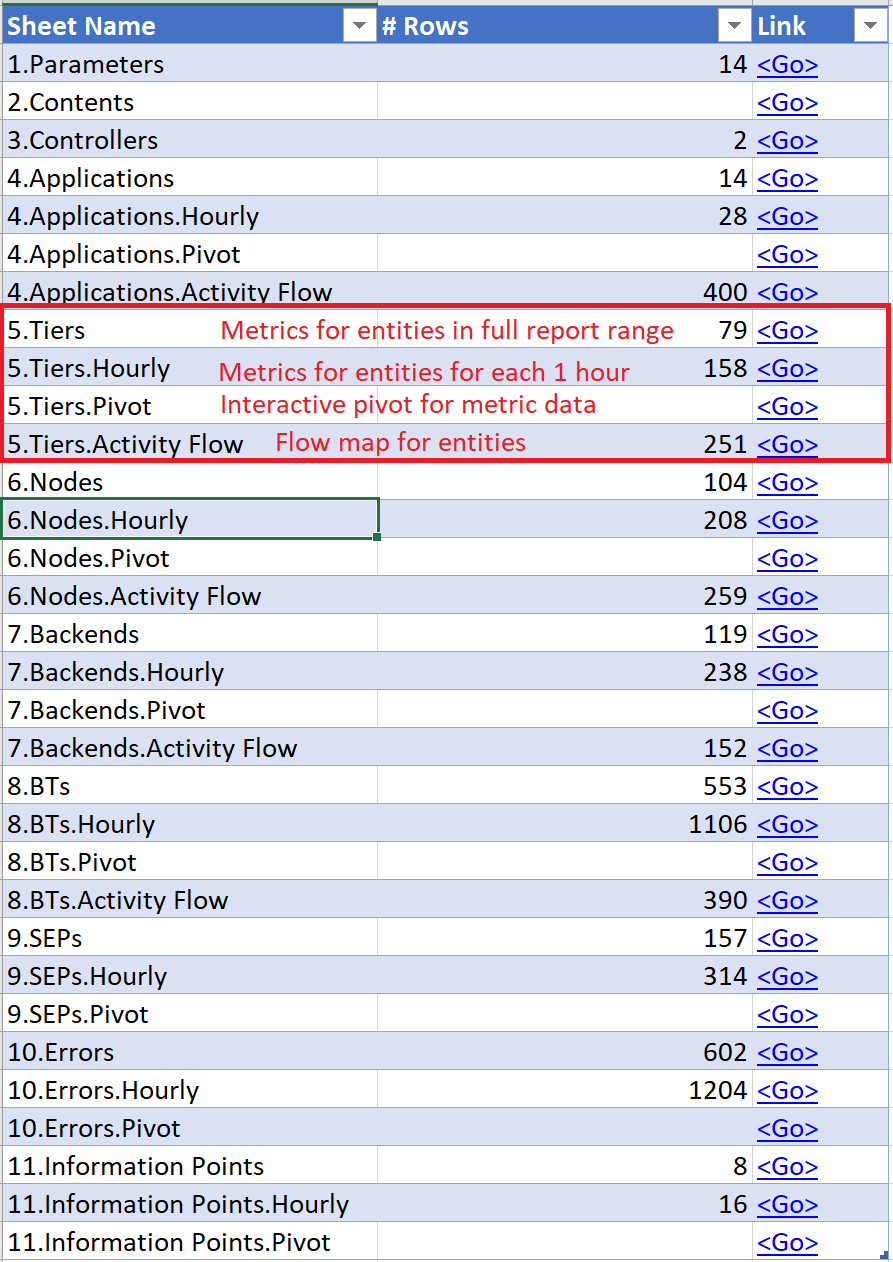 Sheet Name # Rows Link
1.Parameters 14 <Go>
2.Contents <Go>
3.Controllers 2 <Go>
4.Applications 14 <Go>
4.Applications.Hourly 28 <Go>
4.Applications.Pivot <Go>
4.Applications.Activity Flow 400 <Go>
5.Tiers Metrics for entities in full report range 79 <Go>
5.Tiers.Hourly Metrics for entities for each 1 hour 158 <Go>
5.Tiers.Pivot Interactive pivot for metric data <Go>
5.Tiers.Activity Flow Flow map for entities 251 <Go>
6.Nodes 104 <Go>
6.Nodes.Hourly 208 <Go>
6.Nodes.Pivot <Go>
6.Nodes.Activity Flow 259 <Go>
7.Backends 119 <Go>
7.Backends.Hourly 238 <Go>
7.Backends.Pivot <Go>
7.Backends.Activity Flow 152 <Go>
8.BTs 553 <Go>
8.BTs.Hourly 1106 <Go>
8.BTs.Pivot <Go>
8.BTs.Activity Flow 390 <Go>
9.SEPs 157 <Go>
9.SEPs.Hourly 314 <Go>
9.SEPs.Pivot <Go>
10.Errors 602 <Go>
10.Errors.Hourly 1204 <Go>
10.Errors.Pivot <Go>
11.Information Points 8 <Go>
11.Information Points.Hourly 16 <Go>
11.Information Points.Pivot <Go>